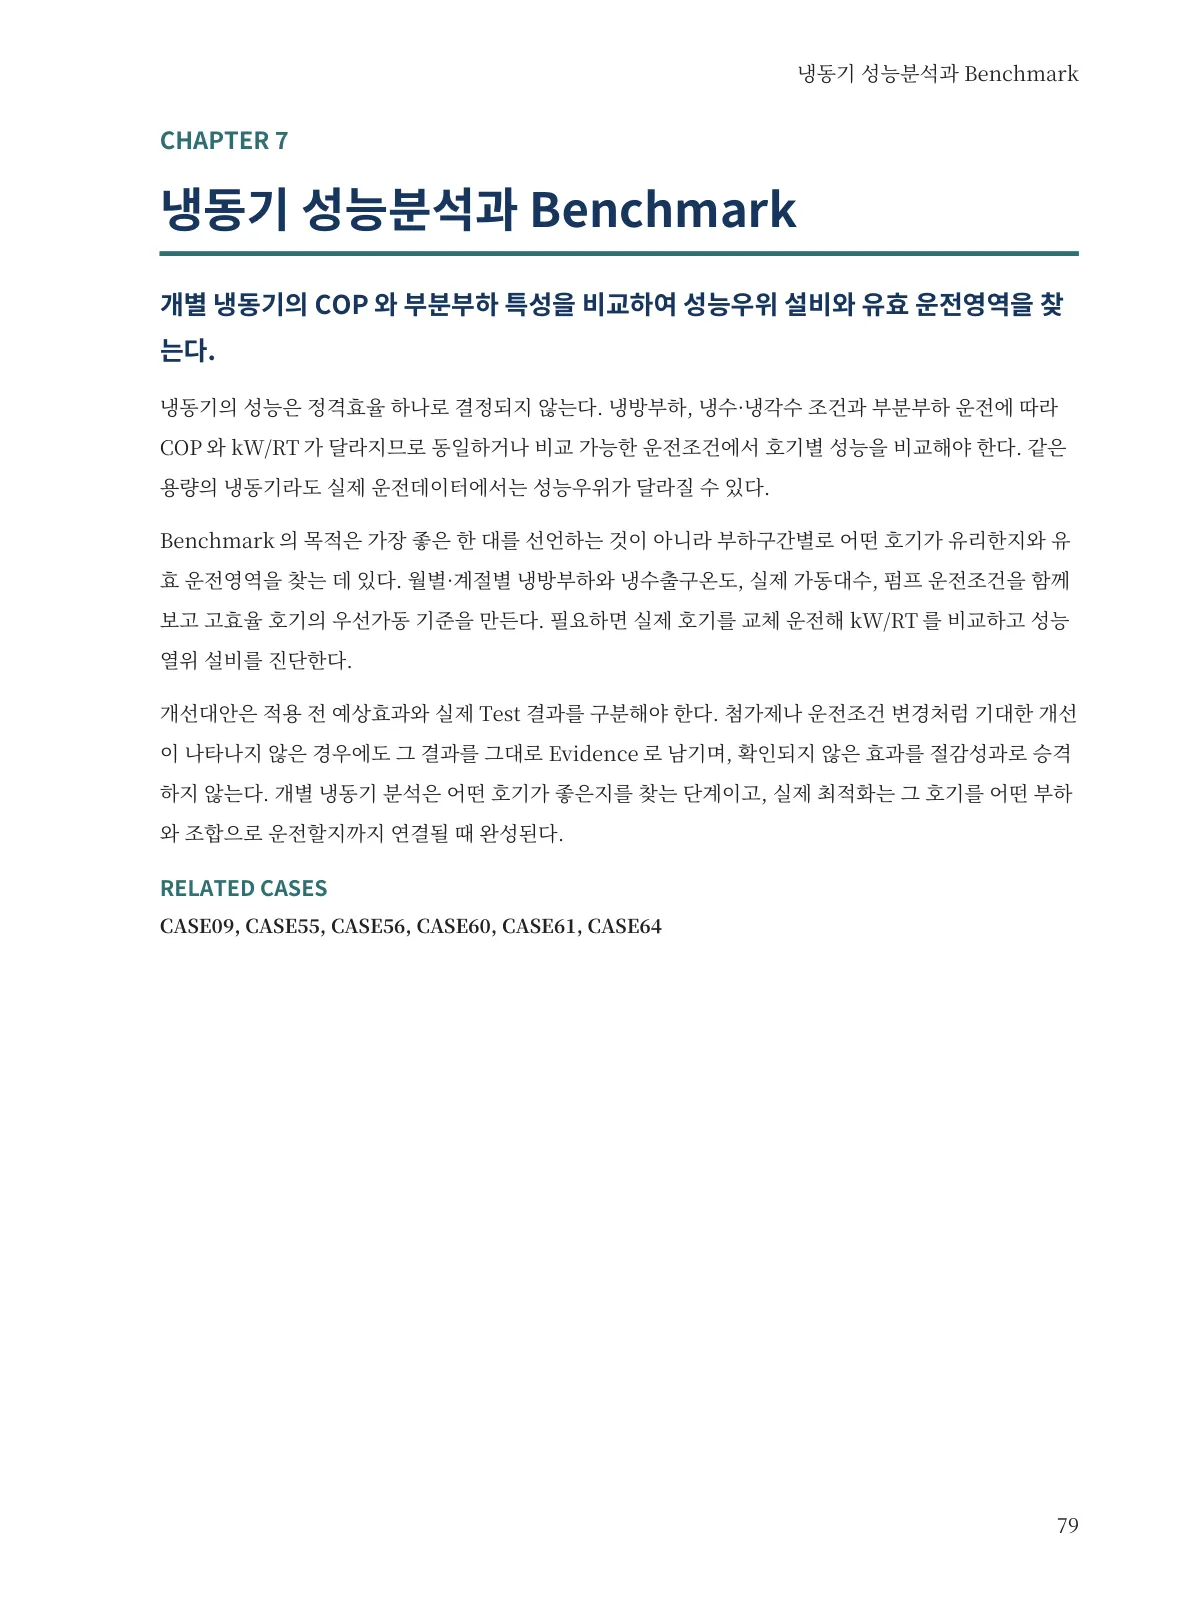 냉동기 성능분석과 Benchmark
CHAPTER 7
냉동기 성능분석과 Benchmark
개별 냉동기의 COP 와 부분부하 특성을 비교하여 성능우위 설비와 유효 운전영역을 찾
는다.
냉동기의 성능은 정격효율 하나로 결정되지 않는다. 냉방부하, 냉수·냉각수 조건과 부분부하 운전에 따라
COP 와 kW/RT 가 달라지므로 동일하거나 비교 가능한 운전조건에서 호기별 성능을 비교해야 한다. 같은
용량의 냉동기라도 실제 운전데이터에서는 성능우위가 달라질 수 있다.
Benchmark 의 목적은 가장 좋은 한 대를 선언하는 것이 아니라 부하구간별로 어떤 호기가 유리한지와 유
효 운전영역을 찾는 데 있다. 월별·계절별 냉방부하와 냉수출구온도, 실제 가동대수, 펌프 운전조건을 함께
보고 고효율 호기의 우선가동 기준을 만든다. 필요하면 실제 호기를 교체 운전해 kW/RT 를 비교하고 성능
열위 설비를 진단한다.
개선대안은 적용 전 예상효과와 실제 Test 결과를 구분해야 한다. 첨가제나 운전조건 변경처럼 기대한 개선
이 나타나지 않은 경우에도 그 결과를 그대로 Evidence 로 남기며, 확인되지 않은 효과를 절감성과로 승격
하지 않는다. 개별 냉동기 분석은 어떤 호기가 좋은지를 찾는 단계이고, 실제 최적화는 그 호기를 어떤 부하
와 조합으로 운전할지까지 연결될 때 완성된다.
RELATED CASES
CASE09, CASE55, CASE56, CASE60, CASE61, CASE64
79